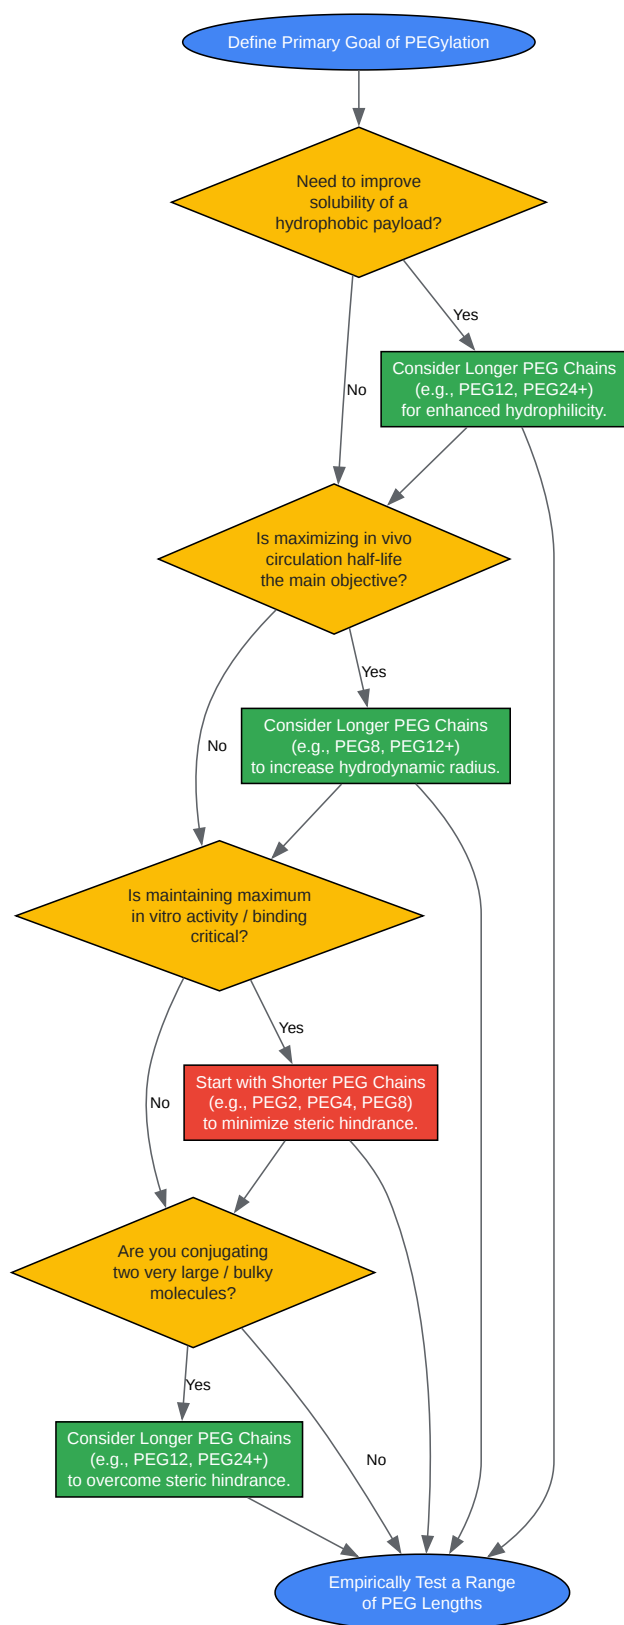 Define Primary Goal of PEGylation
Need to improve
solubility of a
hydrophobic payload?
Yes
No
Consider Longer PEG Chains
(e.g., PEG12, PEG24+)
for enhanced hydrophilicity.
Is maximizing in vivo
circulation half-life
the main objective?
Yes
No
Consider Longer PEG Chains
(e.g., PEG8, PEG12+)
to increase hydrodynamic radius.
Is maintaining maximum
in vitro activity / binding
critical?
Yes
No
Start with Shorter PEG Chains
(e.g., PEG2, PEG4, PEG8)
to minimize steric hindrance.
Are you conjugating
two very large / bulky
molecules?
Yes
No
Consider Longer PEG Chains
(e.g., PEG12, PEG24+)
to overcome steric hindrance.
Empirically Test a Range
of PEG Lengths